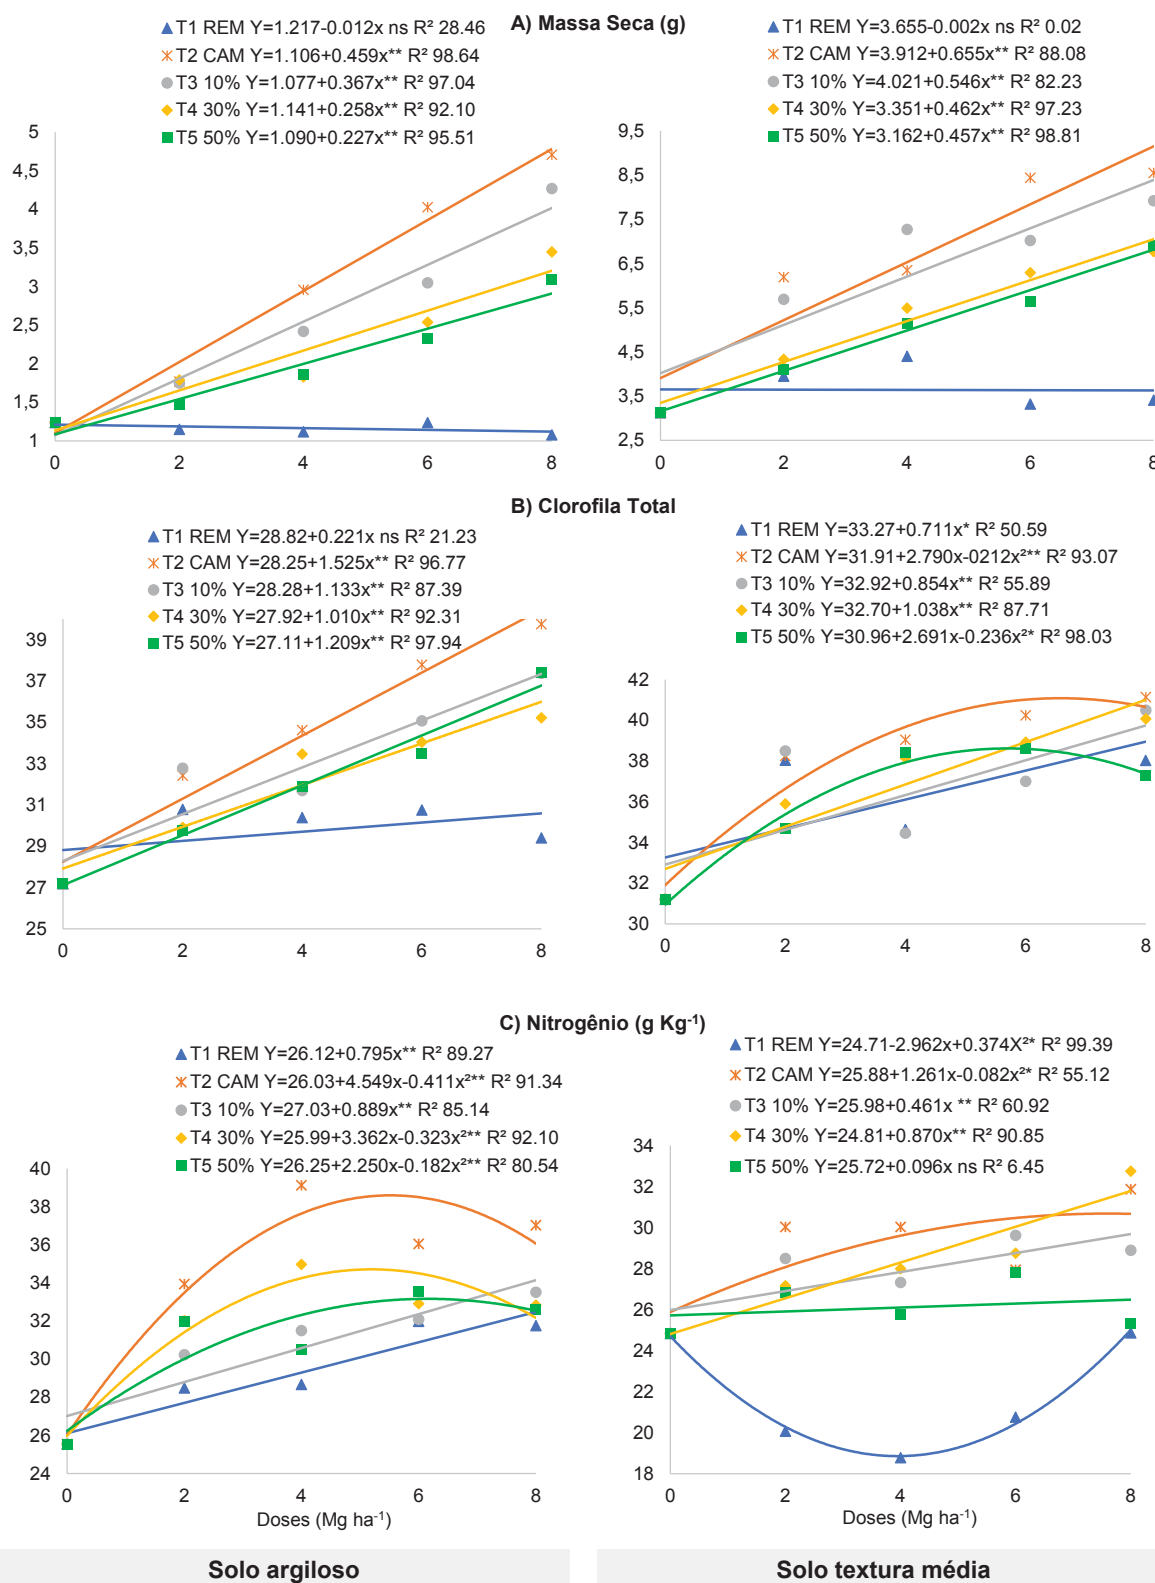 A) Massa Seca (g)
T1 REM Y=1.217-0.012x ns R² 28.46
T2 CAM Y=1.106+0.459x** R² 98.64
T3 10% Y=1.077+0.367x** R² 97.04
T4 30% Y=1.141+0.258x** R² 92.10
T5 50% Y=1.090+0.227x** R² 95.51
5
4,5
4
3,5
3
2,5
2
1,5
1
0 2 4 6 8
T1 REM Y=3.655-0.002x ns R² 0.02
T2 CAM Y=3.912+0.655x** R² 88.08
T3 10% Y=4.021+0.546x** R² 82.23
T4 30% Y=3.351+0.462x** R² 97.23
T5 50% Y=3.162+0.457x** R² 98.81
9,5
8,5
7,5
6,5
5,5
4,5
3,5
2,5
0 2 4 6 8
B) Clorofila Total
T1 REM Y=28.82+0.221x ns R² 21.23
T2 CAM Y=28.25+1.525x** R² 96.77
T3 10% Y=28.28+1.133x** R² 87.39
T4 30% Y=27.92+1.010x** R² 92.31
T5 50% Y=27.11+1.209x** R² 97.94
39
37
35
33
31
29
27
25
0 2 4 6 8
T1 REM Y=33.27+0.711x* R² 50.59
T2 CAM Y=31.91+2.790x-0212x²** R² 93.07
T3 10% Y=32.92+0.854x** R² 55.89
T4 30% Y=32.70+1.038x** R² 87.71
T5 50% Y=30.96+2.691x-0.236x²* R² 98.03
42
40
38
36
34
32
30
0 2 4 6 8
C) Nitrogênio (g Kg⁻¹)
T1 REM Y=26.12+0.795x** R² 89.27
T2 CAM Y=26.03+4.549x-0.411x²** R² 91.34
T3 10% Y=27.03+0.889x** R² 85.14
T4 30% Y=25.99+3.362x-0.323x²** R² 92.10
T5 50% Y=26.25+2.250x-0.182x²** R² 80.54
40
38
36
34
32
30
28
26
24
0 2 4 6 8
Doses (Mg ha⁻¹)
T1 REM Y=24.71-2.962x+0.374X²* R² 99.39
T2 CAM Y=25.88+1.261x-0.082x²* R² 55.12
T3 10% Y=25.98+0.461x ** R² 60.92
T4 30% Y=24.81+0.870x** R² 90.85
T5 50% Y=25.72+0.096x ns R² 6.45
34
32
30
28
26
24
22
20
18
0 2 4 6 8
Doses (Mg ha⁻¹)
Solo argiloso
Solo textura média